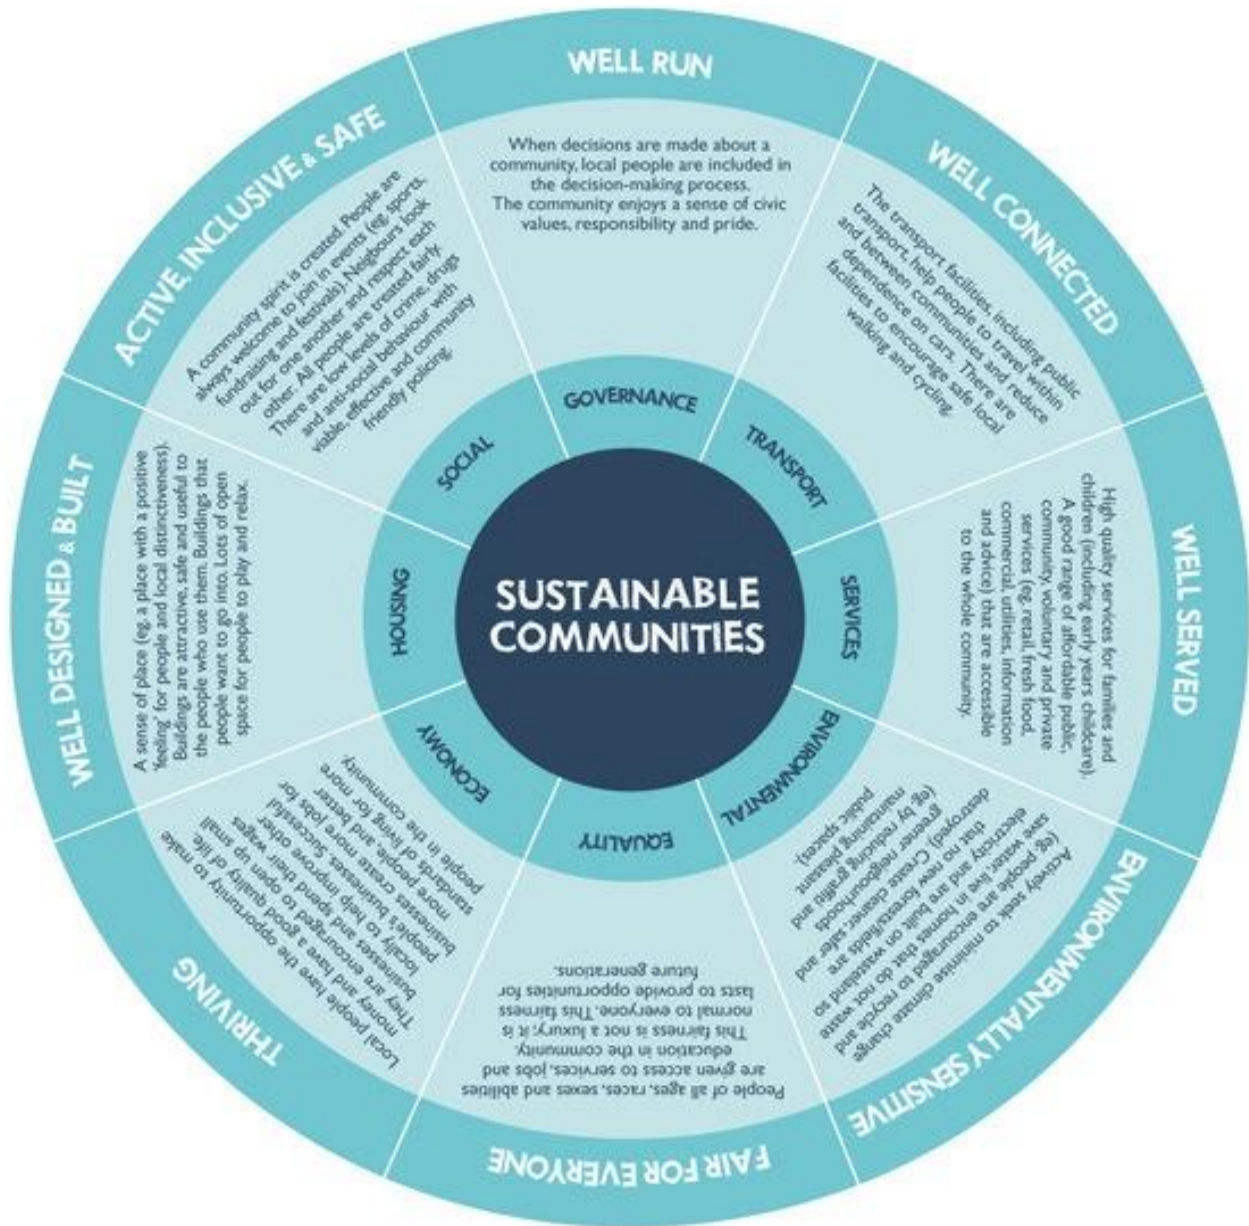 SUSTAINABLE
COMMUNITIES
WELL RUN
When decisions are made about a
community, local people are included in
the decision-making process.
The community enjoys a sense of civic
values, responsibility and pride.
GOVERNANCE
WELL CONNECTED
The transport facilities, including public
transport, help people to travel within
and between communities and reduce
dependence on cars. There are
facilities to encourage safe local
walking and cycling.
TRANSPORT
WELL SERVED
High quality services for families and
children (including early years childcare).
A good range of affordable public,
community, voluntary and private
services (eg. retail, fresh food,
commercial, utilities, information
and advice) that are accessible
to the whole community.
SERVICES
ENVIRONMENTALLY SENSITIVE
Actively seek to minimise climate change
(eg. people are encouraged to recycle and
save water, live in homes that do not waste
electricity and are built on wasteland so
that no new forests/fields are
destroyed). Create cleaner, safer and
greener neighbourhoods
(eg. by reducing graffiti and
maintaining pleasant
public spaces).
ENVIRONMENTAL
FAIR FOR EVERYONE
People of all ages, races, sexes and abilities
are given access to services, jobs and
education in the community.
This fairness is not a luxury; it is
normal to everyone. This fairness
lasts to provide opportunities for
future generations.
EQUALITY
THRIVING
Local people have the opportunity to make
money and have a good quality of life.
They are encouraged to open up small
businesses and spend their wages
locally to help improve other
people's businesses. Successful
businesses create more jobs for
more people, and better
standards of living for more
people in the community.
ECONOMY
WELL DESIGNED & BUILT
A sense of place (eg. a place with a positive
'feeling' for people and local distinctiveness).
Buildings are attractive, safe and useful to
the people who use them. Buildings that
people want to go into. Lots of open
space for people to play and relax.
HOUSING
ACTIVE, INCLUSIVE & SAFE
A community spirit is created. People are
always welcome to join in events (eg. sports,
fundraising and festivals). Neigbours look
out for one another and respect each
other. All people are treated fairly.
There are low levels of crime, drugs
and anti-social behaviour with
viable, effective and community
friendly policing.
SOCIAL